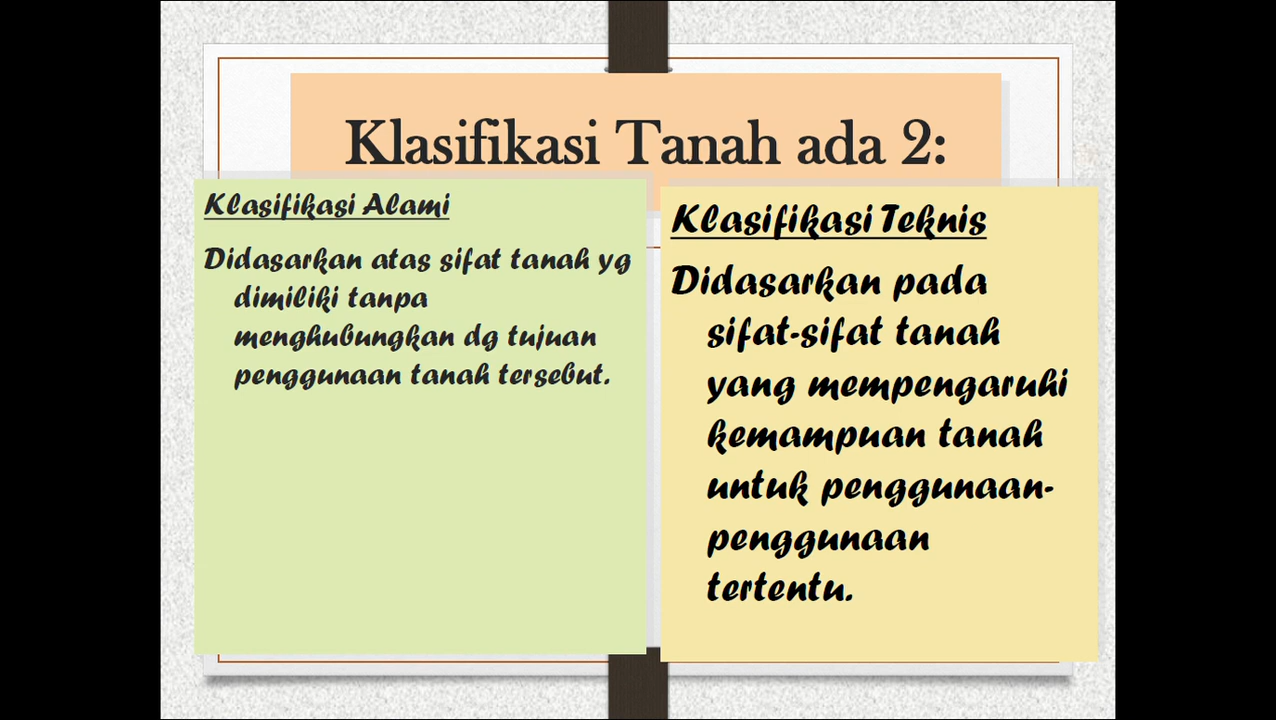 Klasifikasi Tanah ada 2:
Klasifikasi Alami
Didasarkan atas sifat tanah yg
dimiliki tanpa
menghubungkan dg tujuan
penggunaan tanah tersebut.
Klasifikasi Teknis
Didasarkan pada
sifat-sifat tanah
yang mempengaruhi
kemampuan tanah
untuk penggunaan-
penggunaan
tertentu.